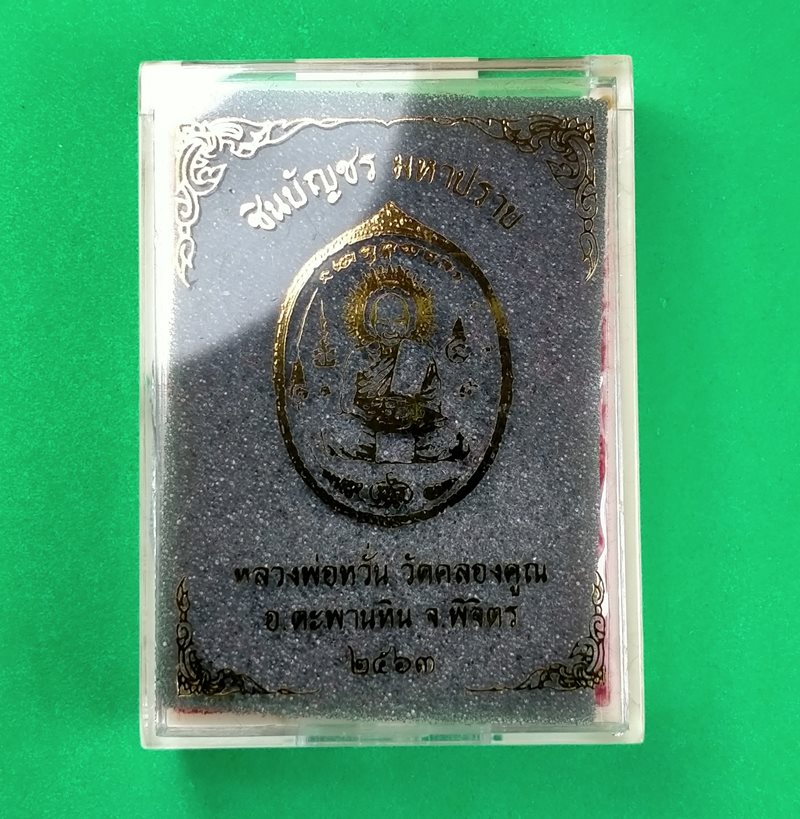 ชินบัญชร มหาปราบ
หลวงพ่อหวั่น วัดคลองคูณ
อ.ตะพานหิน จ.พิจิตร
๒๕๖๓